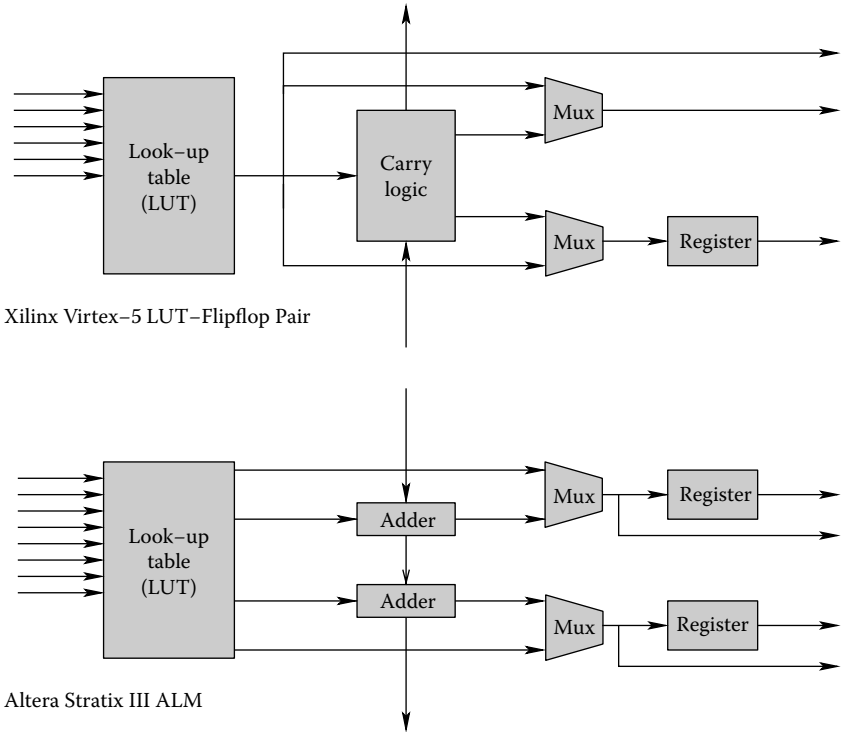 Look–up
table
(LUT)
Carry
logic
Mux
Mux
Register
Xilinx Virtex–5 LUT–Flipflop Pair
Look–up
table
(LUT)
Adder
Adder
Mux
Register
Mux
Register
Altera Stratix III ALM